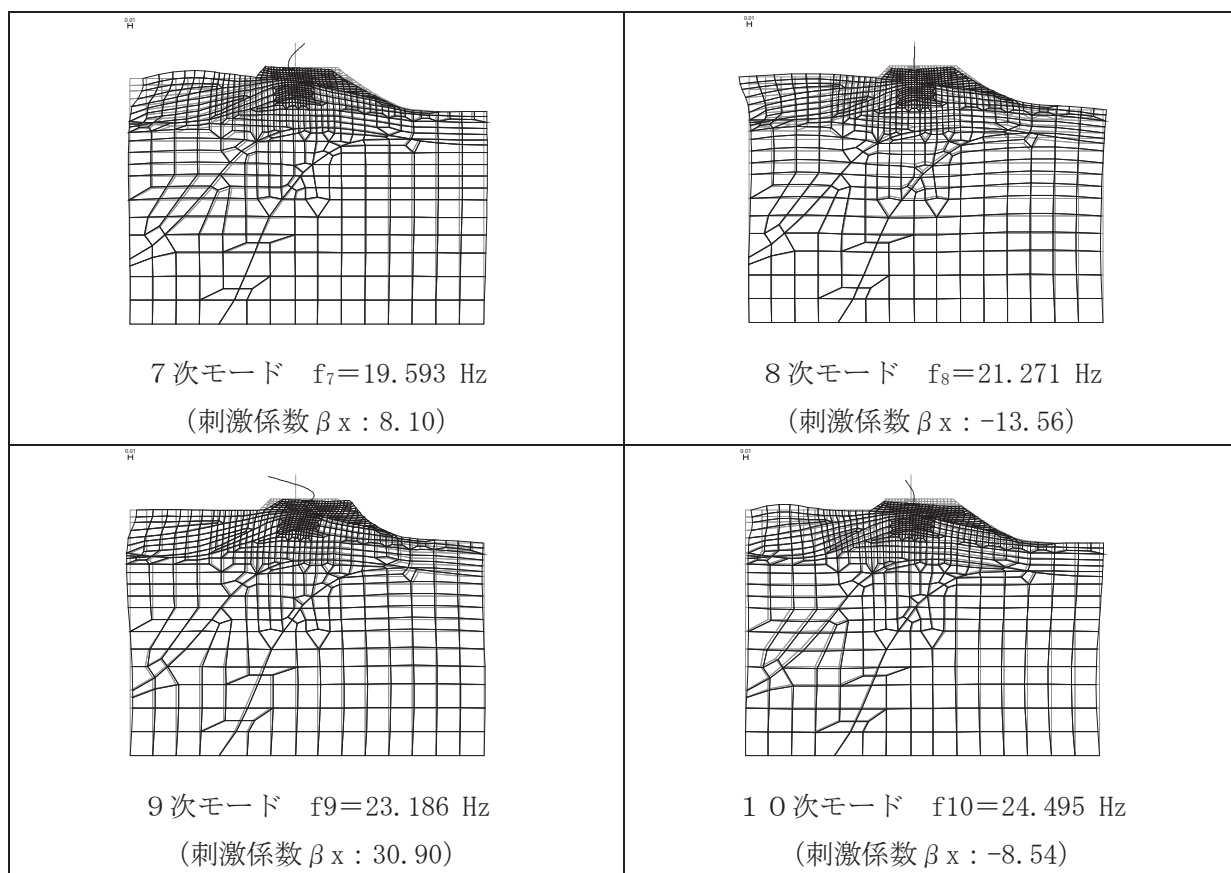 0.01
0.01
7次モード f₇=19.593 Hz
(刺激係数βx:8.10)
8次モード f₈=21.271 Hz
(刺激係数βx:-13.56)
0.01
0.01
9次モード f9=23.186 Hz
(刺激係数βx:30.90)
10次モード f10=24.495 Hz
(刺激係数βx:-8.54)